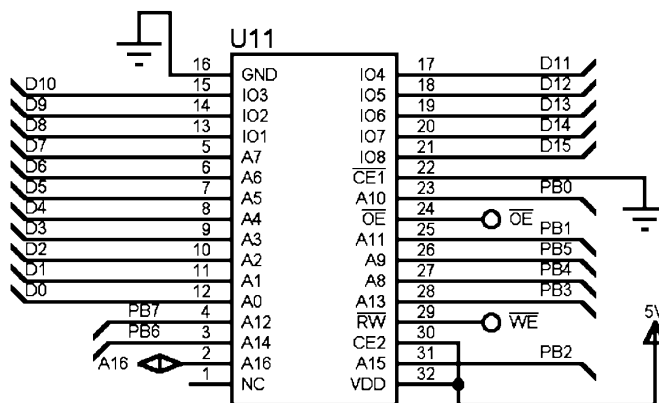 U11
16 GND IO4 17 D11
D10 15 IO3 IO5 18 D12
D9 14 IO2 IO6 19 D13
D8 13 IO1 IO7 20 D14
D7 5 A7 IO8 21 D15
D6 6 A6 CE1 22
D5 7 A5 A10 23 PB0
D4 8 A4 OE 24 OE
D3 9 A3 A11 25 PB1
D2 10 A2 A9 26 PB5
D1 11 A1 A8 27 PB4
D0 12 A0 A13 28 PB3
PB7 4 A12 RW 29 WE
PB6 3 A14 CE2 30 5V
A16 2 A16 A15 31 PB2
1 NC VDD 32